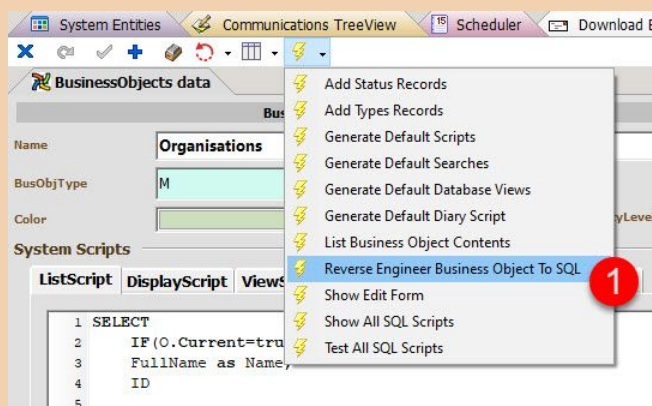 System Entities Communications TreeView 15 Scheduler Download
BusinessObjects data
Bus
Name Organisations
BusObjType M
Color
System Scripts
ListScript DisplayScript ViewS
1 SELECT
2 IF(O.Current=tru
3 FullName as Name,
4 ID
5
Add Status Records
Add Types Records
Generate Default Scripts
Generate Default Searches
Generate Default Database Views
Generate Default Diary Script
List Business Object Contents
Reverse Engineer Business Object To SQL 1
Show Edit Form
Show All SQL Scripts
Test All SQL Scripts
yLeve